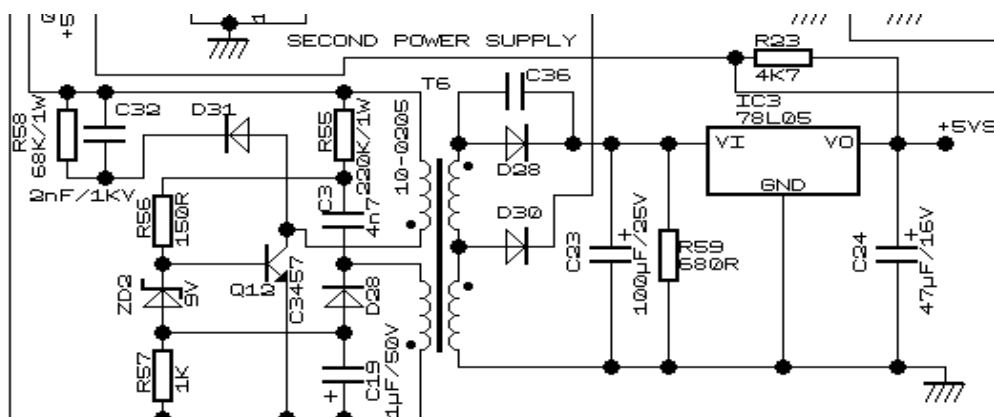 +5
1
SECOND POWER SUPPLY
R23
4K7
C36
T6
IC3
78L05
+5VS
VI
VO
GND
R58
68K/1W
C32
2nF/1KV
D31
R55
220K/1W
10-0205
D28
D30
R56
150R
C3
4n7
C23
100µF/25V
R59
680R
C24
47µF/16V
ZD2
9V
Q12
C3457
D28
R57
1K
C19
1µF/50V
+
+
+